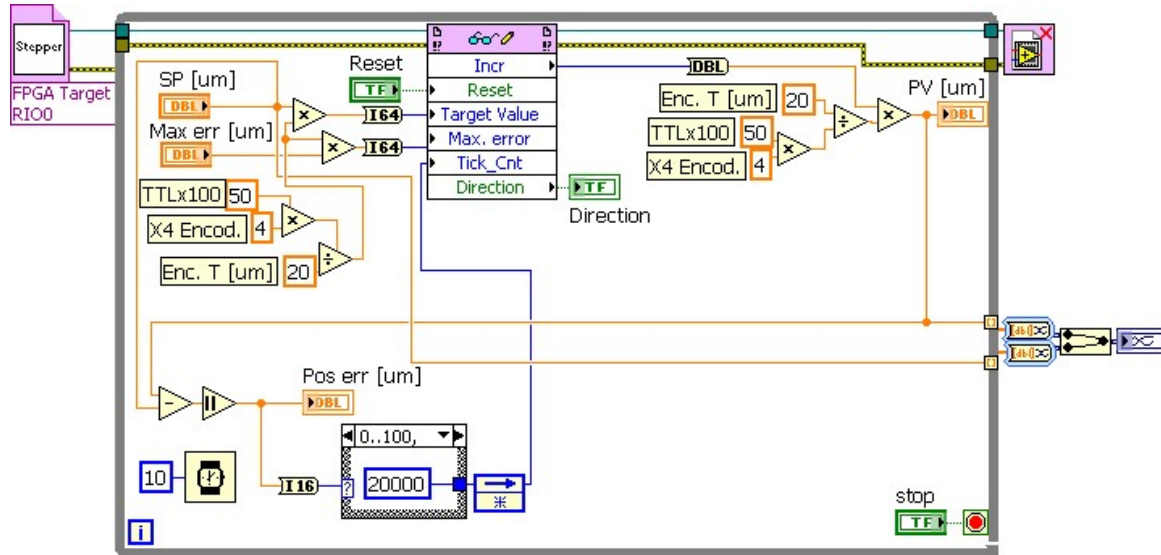 Stepper
FPGA Target
RIO0
SP [um]
DBL
Max err [um]
DBL
Reset
TF
I64
I64
Incr
Reset
Target Value
Max. error
Tick_Cnt
Direction
TF
Direction
DBL
Enc. T [um] 20
TTLx100 50
X4 Encod. 4
PV [um]
DBL
TTLx100 50
X4 Encod. 4
Enc. T [um] 20
[dbl]
[dbl]
Pos err [um]
DBL
0..100,
10
I16
?
20000
i
stop
TF